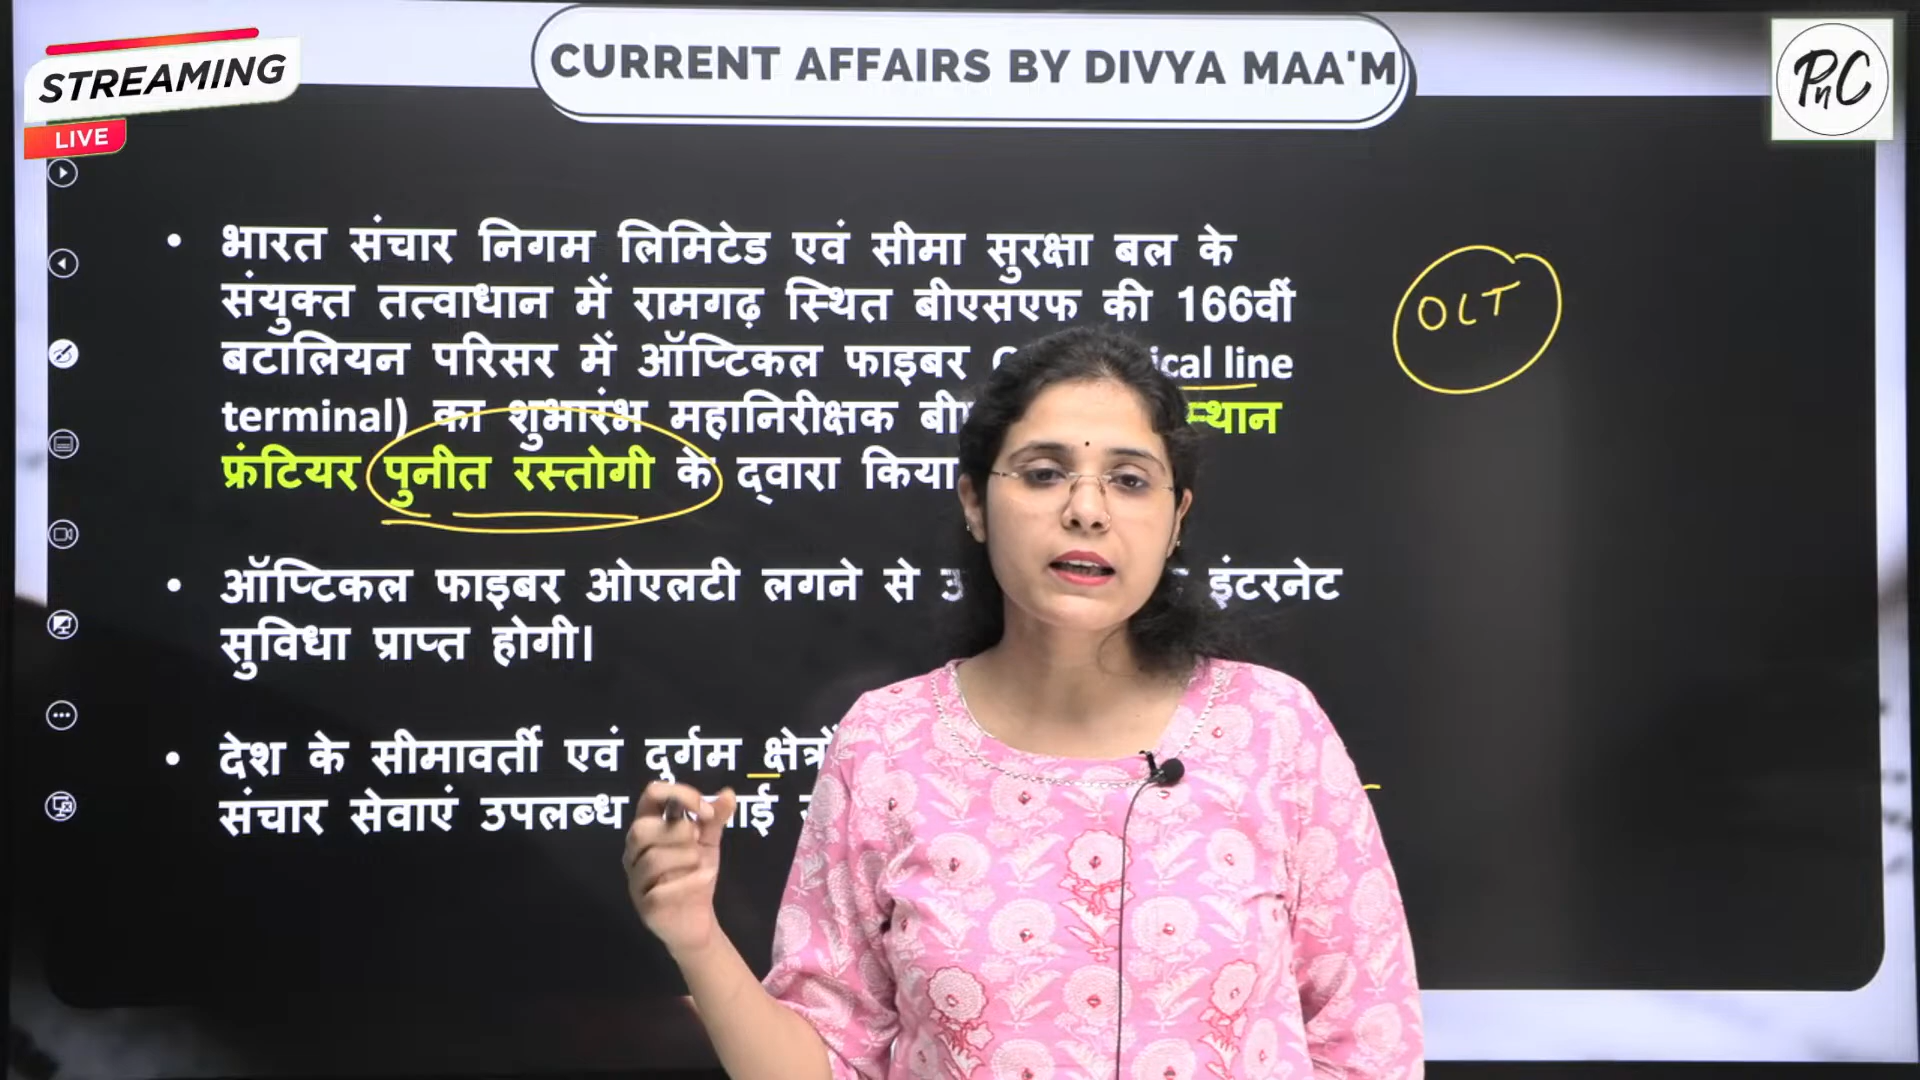 STREAMING
LIVE
CURRENT AFFAIRS BY DIVYA MAA'M
PnC
• भारत संचार निगम लिमिटेड एवं सीमा सुरक्षा बल के
संयुक्त तत्वाधान में रामगढ़ स्थित बीएसएफ की 166वीं
बटालियन परिसर में ऑप्टिकल फाइबर line
terminal) का शुभारंभ महानिरीक्षक
फ्रंटियर पुनीत रस्तोगी के द्वारा किया
• ऑप्टिकल फाइबर ओएलटी लगने से इंटरनेट
सुविधा प्राप्त होगी।
• देश के सीमावर्ती एवं दुर्गम
संचार सेवाएं उपलब्ध
OLT